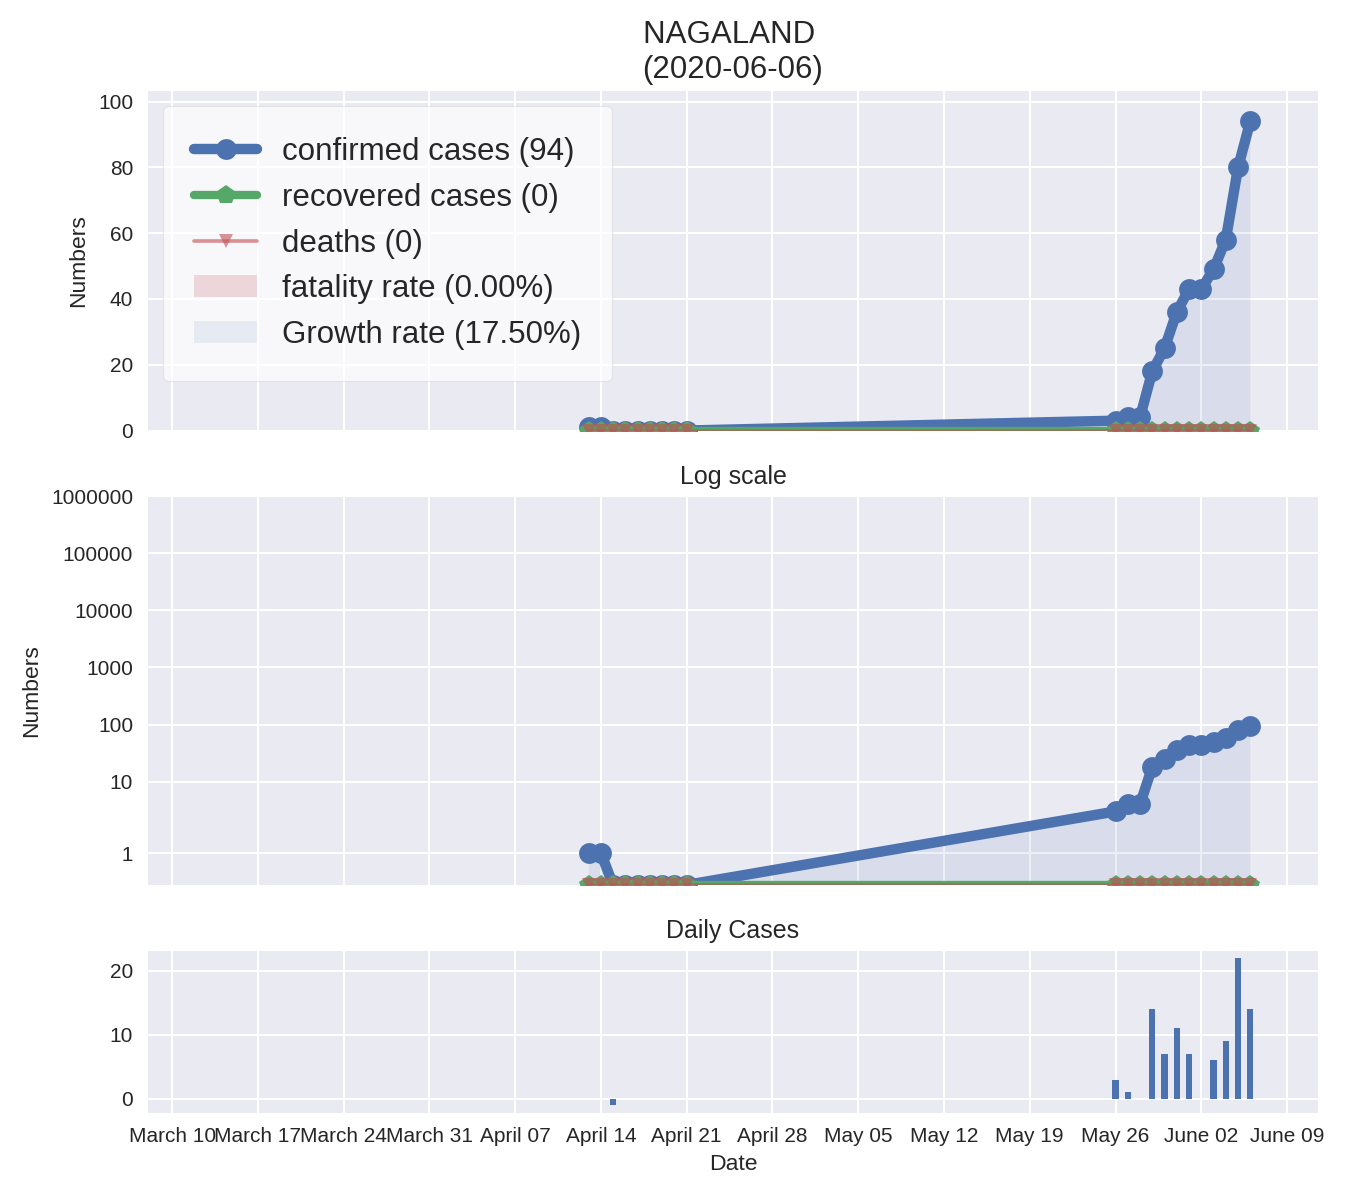 NAGALAND
(2020-06-06)
100
80
60
40
20
0
Numbers
confirmed cases (94)
recovered cases (0)
deaths (0)
fatality rate (0.00%)
Growth rate (17.50%)
Log scale
1000000
100000
10000
1000
100
10
1
Numbers
Daily Cases
20
10
0
March 10 March 17 March 24 March 31 April 07 April 14 April 21 April 28 May 05 May 12 May 19 May 26 June 02 June 09
Date